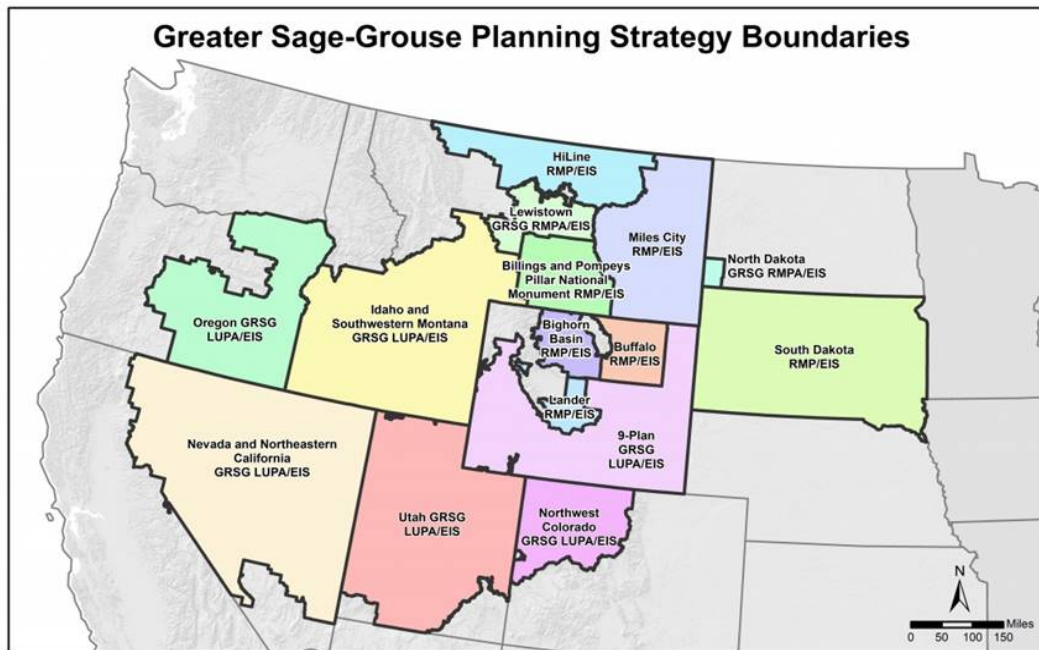 Greater Sage-Grouse Planning Strategy Boundaries
HiLine
RMP/EIS
Lewistown
GRSG RMPA/EIS
Miles City
RMP/EIS
North Dakota
GRSG RMPA/EIS
Billings and Pompeys
Pillar National
Monument RMP/EIS
Idaho and
Southwestern Montana
GRSG LUPA/EIS
Oregon GRSG
LUPA/EIS
Bighorn
Basin
RMP/EIS
Buffalo
RMP/EIS
South Dakota
RMP/EIS
Lander
RMP/EIS
9-Plan
GRSG
LUPA/EIS
Nevada and Northeastern
California
GRSG LUPA/EIS
Utah GRSG
LUPA/EIS
Northwest
Colorado
GRSG LUPA/EIS
N
Miles
0 50 100 150